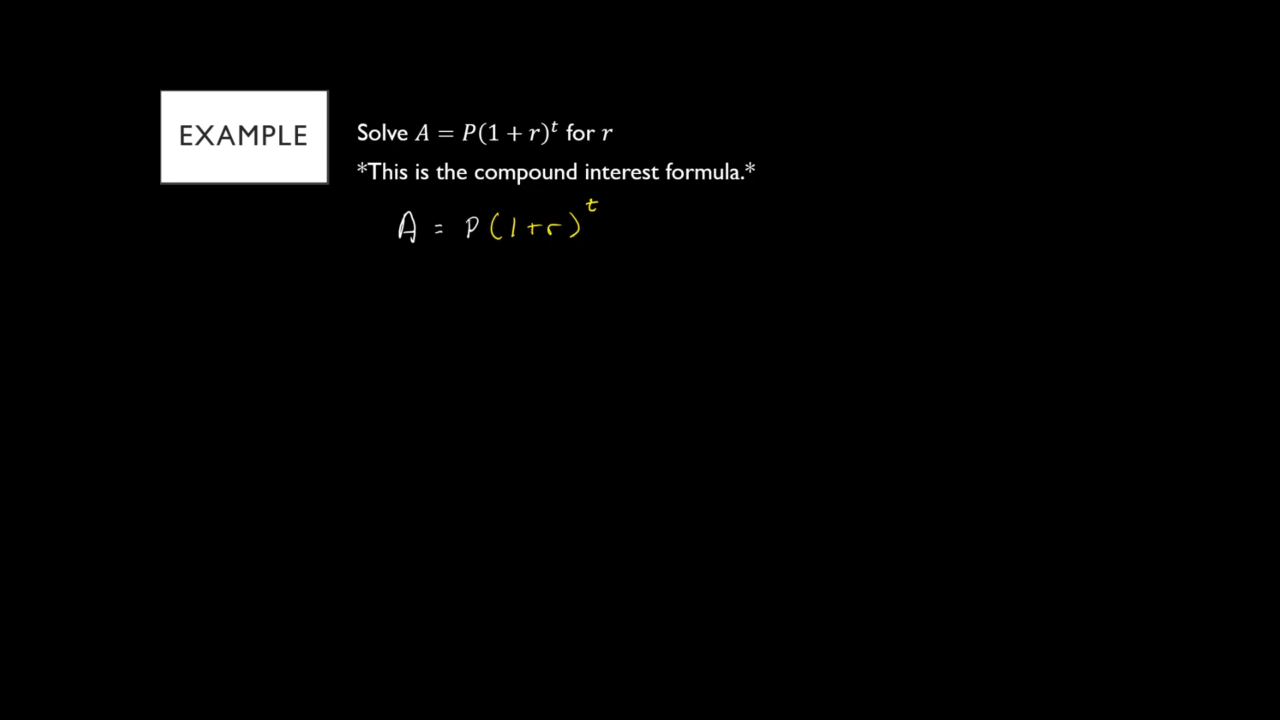 EXAMPLE
Solve 𝐴 = 𝑃(1 + 𝑟)ᵗ for 𝑟
*This is the compound interest formula.*
A = P(1+r)ᵗ